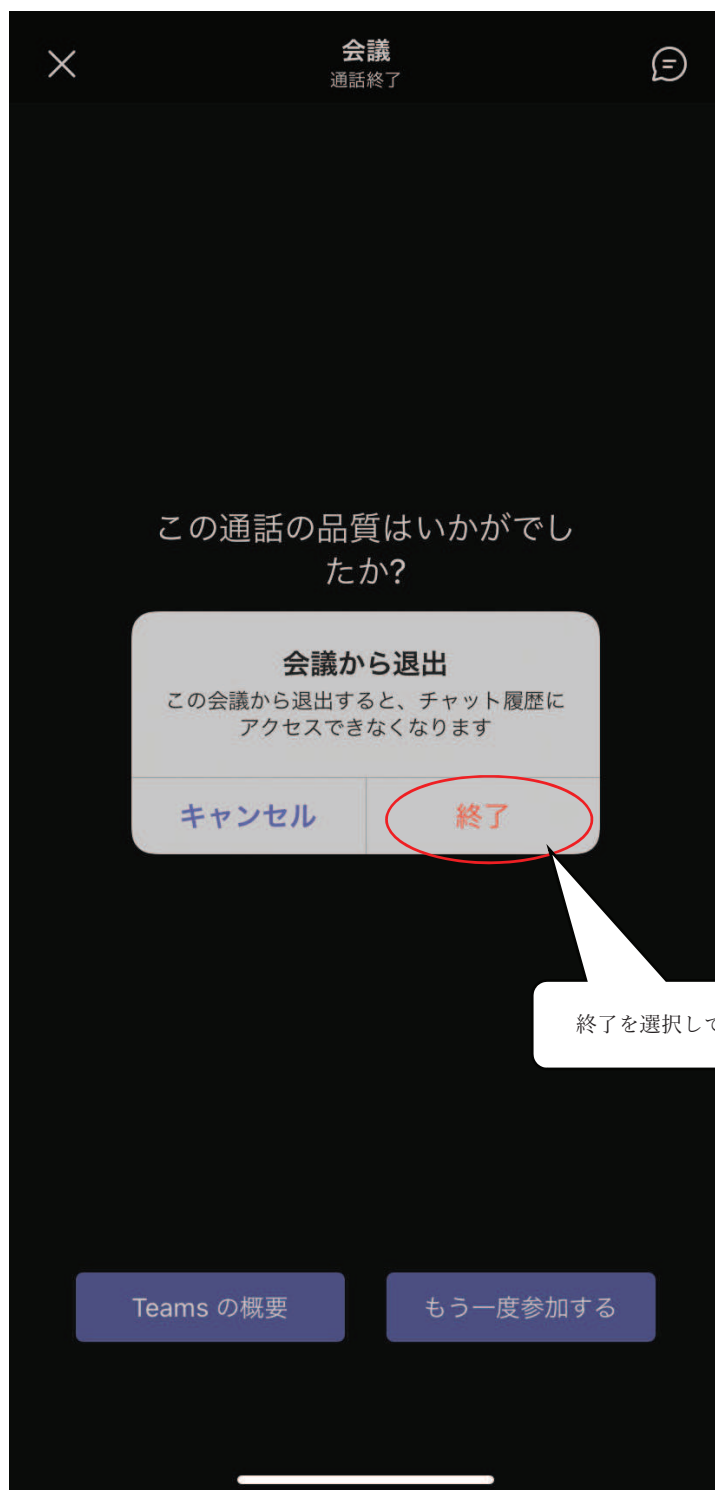 会議
通話終了
この通話の品質はいかがでし
たか?
会議から退出
この会議から退出すると、チャット履歴に
アクセスできなくなります
キャンセル
終了
終了を選択して
Teams の概要
もう一度参加する